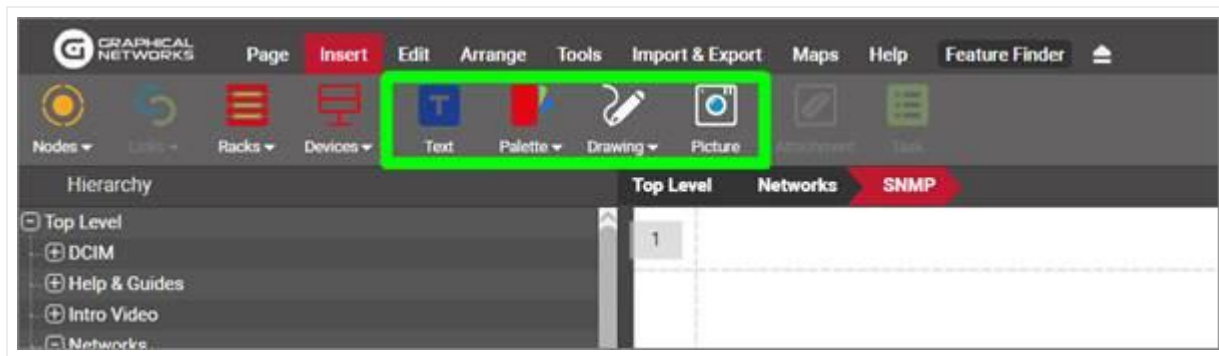 GRAPHICAL
NETWORKS
Page Insert Edit Arrange Tools Import & Export Maps Help Feature Finder
T
Nodes Links Racks Devices Text Palette Drawing Picture Attachment Task
Hierarchy
Top Level Networks SNMP
Top Level
1
DCIM
Help & Guides
Intro Video
Networks